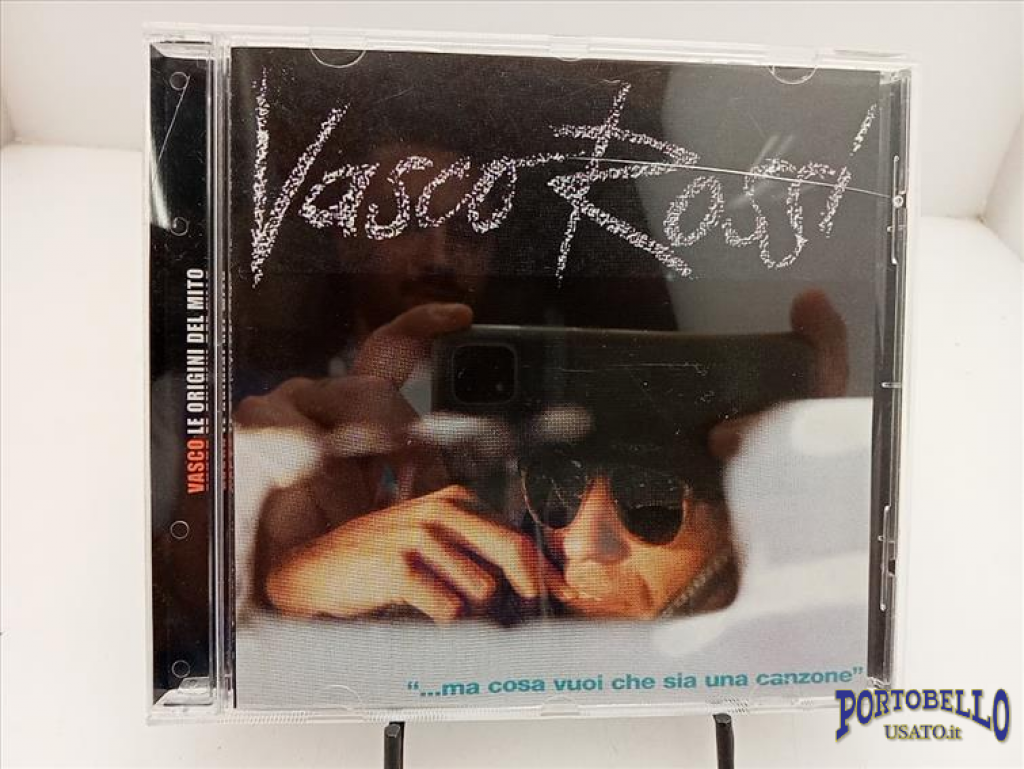 Vasco Rossi
VASCO LE ORIGINI DEL MITO
"...ma cosa vuoi che sia una canzone"
PORTOBELLO
USATO.it